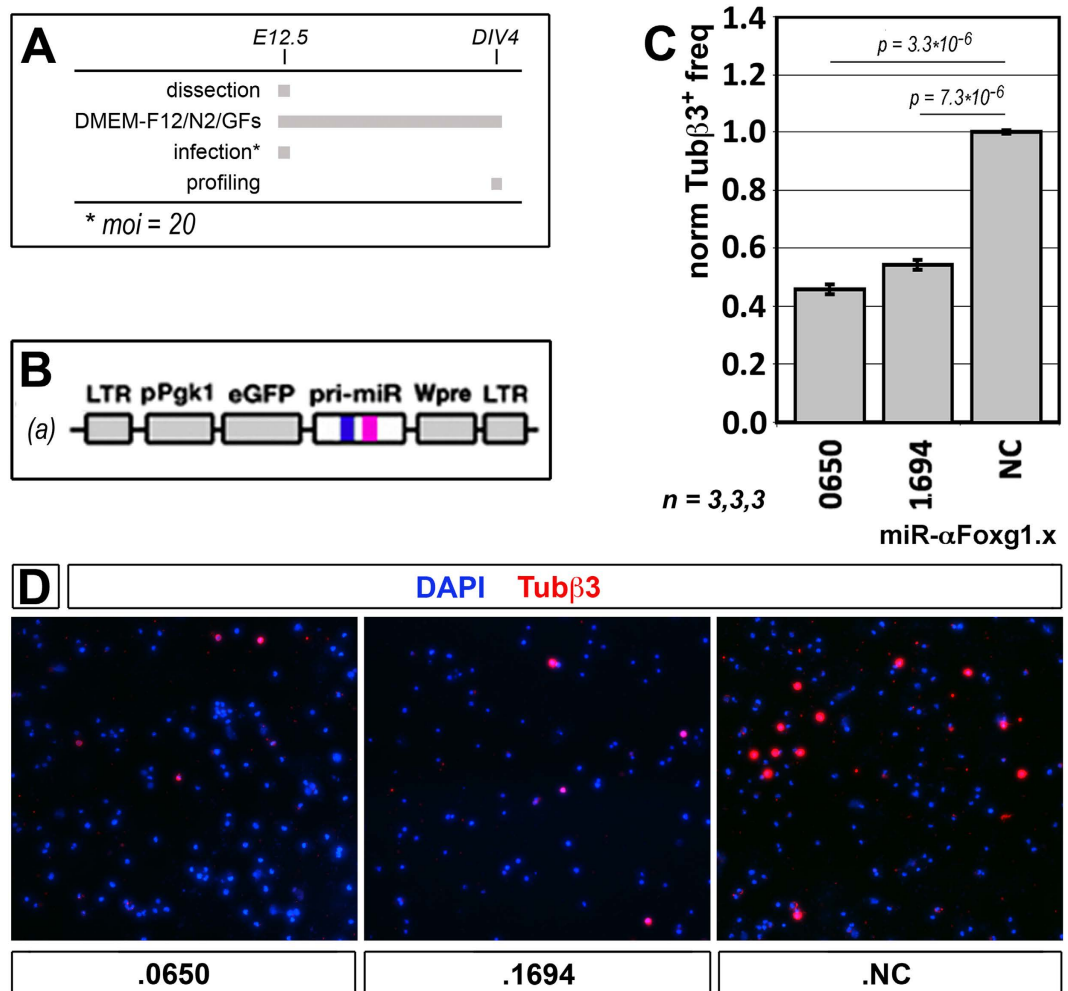 A
E12.5 DIV4
dissection
DMEM-F12/N2/GFs
infection*
profiling
* moi = 20
B
LTR pPgk1 eGFP pri-miR Wpre LTR
(a)
C
norm Tubβ3⁺ freq
1.4
1.2
1.0
0.8
0.6
0.4
0.2
0.0
p = 3.3*10⁻⁶
p = 7.3*10⁻⁶
0650 1694 NC
n = 3,3,3
miR-αFoxg1.x
D
DAPI Tubβ3
.0650 .1694 .NC